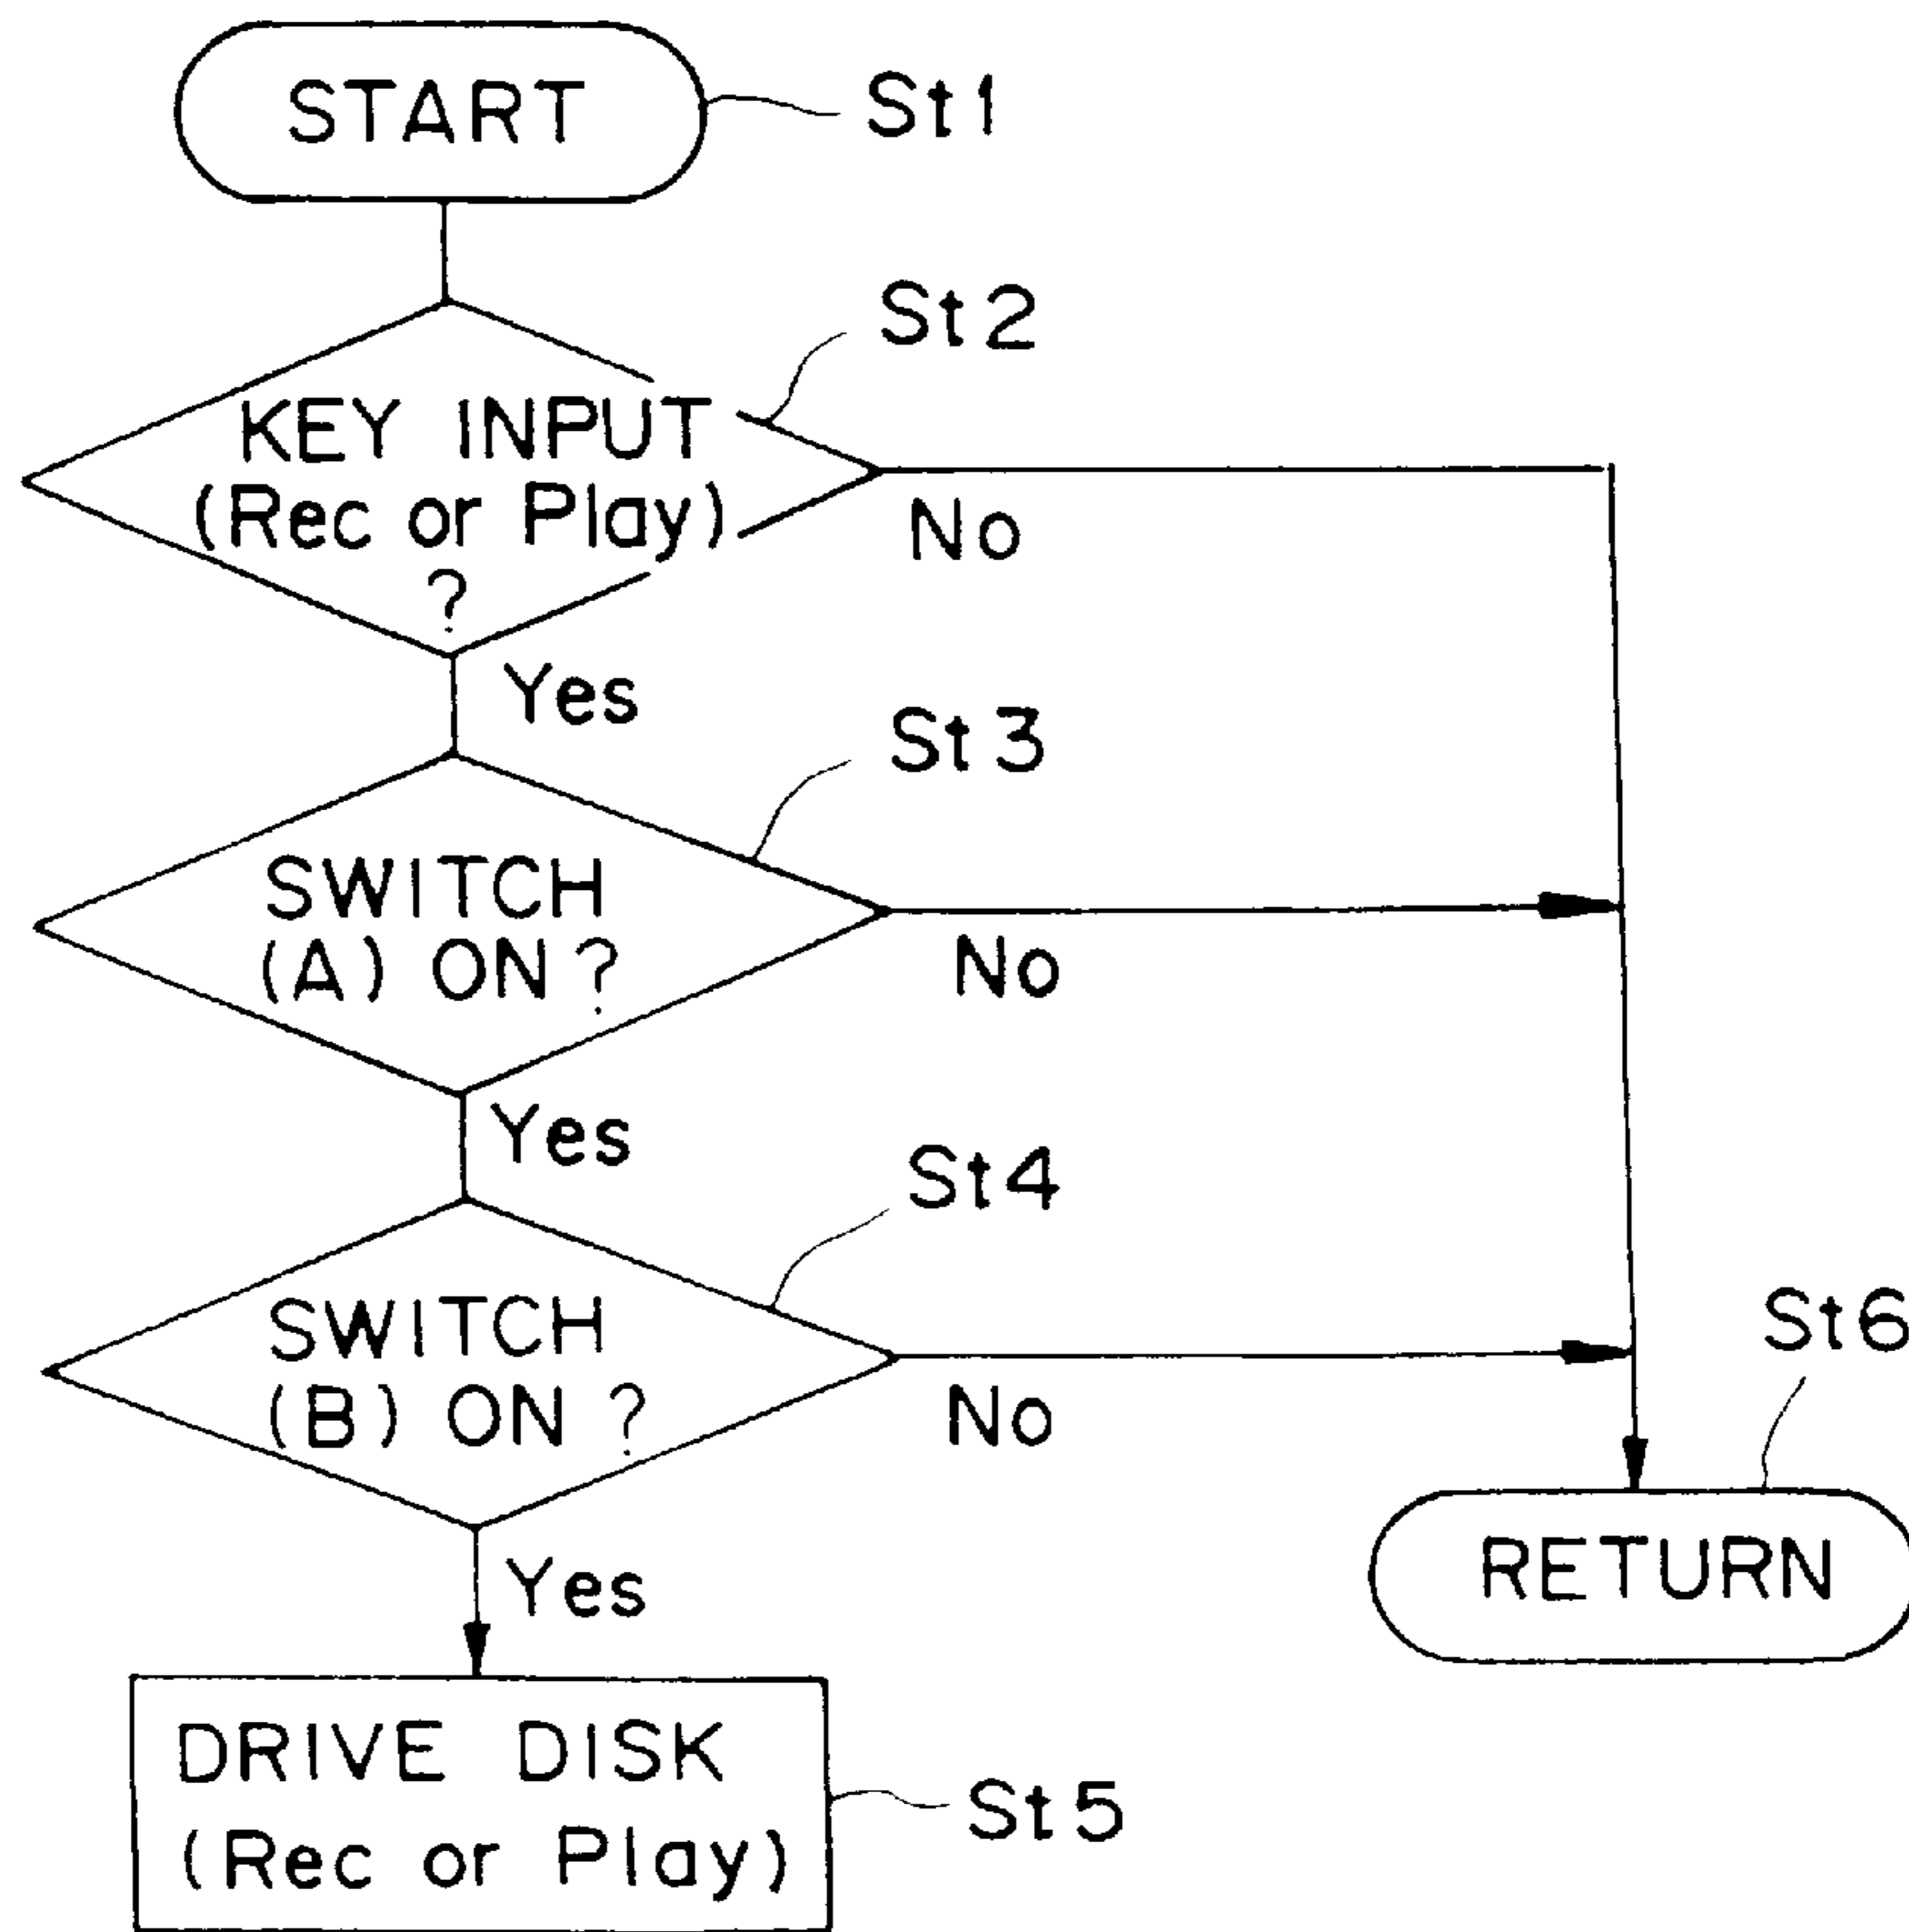 START
St1
St2
KEY INPUT
(Rec or Play)
?
No
Yes
St3
SWITCH
(A) ON ?
No
Yes
St4
SWITCH
(B) ON ?
No
St6
Yes
RETURN
DRIVE DISK
(Rec or Play)
St5